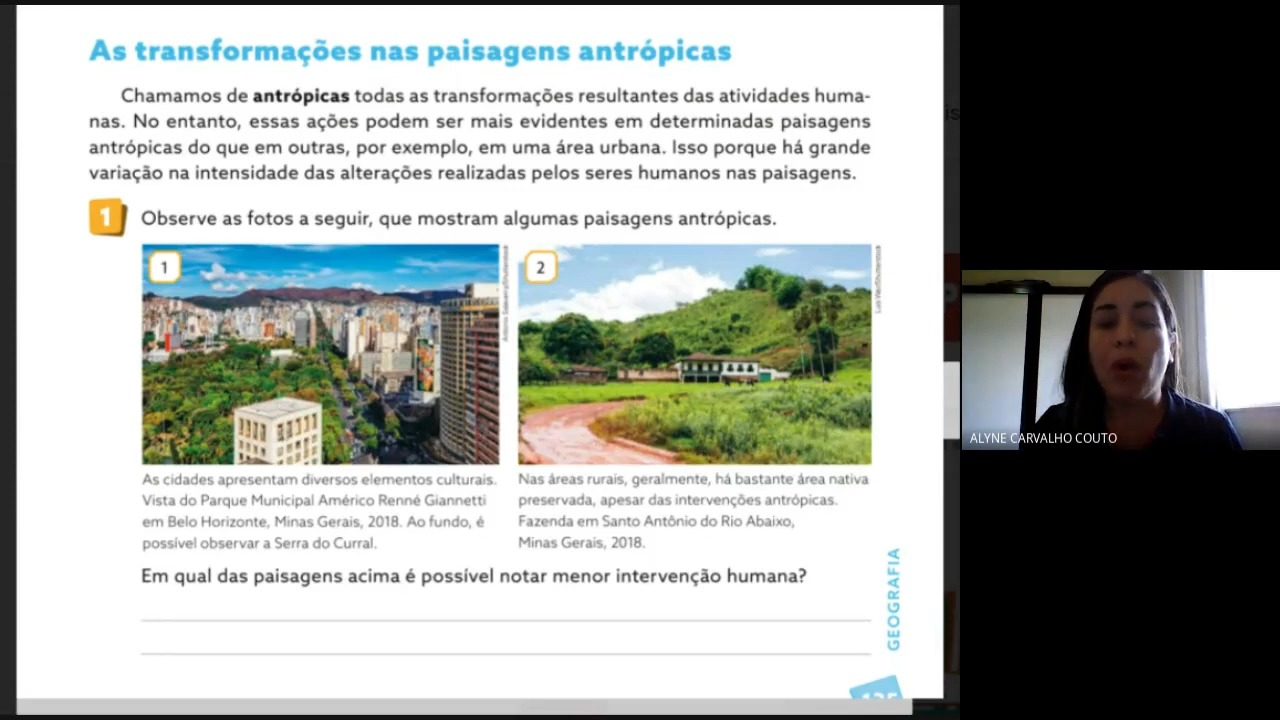 As transformações nas paisagens antrópicas
Chamamos de antrópicas todas as transformações resultantes das atividades huma-
nas. No entanto, essas ações podem ser mais evidentes em determinadas paisagens
antrópicas do que em outras, por exemplo, em uma área urbana. Isso porque há grande
variação na intensidade das alterações realizadas pelos seres humanos nas paisagens.
1 Observe as fotos a seguir, que mostram algumas paisagens antrópicas.
1
2
As cidades apresentam diversos elementos culturais.
Vista do Parque Municipal Américo Renné Giannetti
em Belo Horizonte, Minas Gerais, 2018. Ao fundo, é
possível observar a Serra do Curral.
Nas áreas rurais, geralmente, há bastante área nativa
preservada, apesar das intervenções antrópicas.
Fazenda em Santo Antônio do Rio Abaixo,
Minas Gerais, 2018.
Em qual das paisagens acima é possível notar menor intervenção humana?
GEOGRAFIA
is
ALYNE CARVALHO COUTO